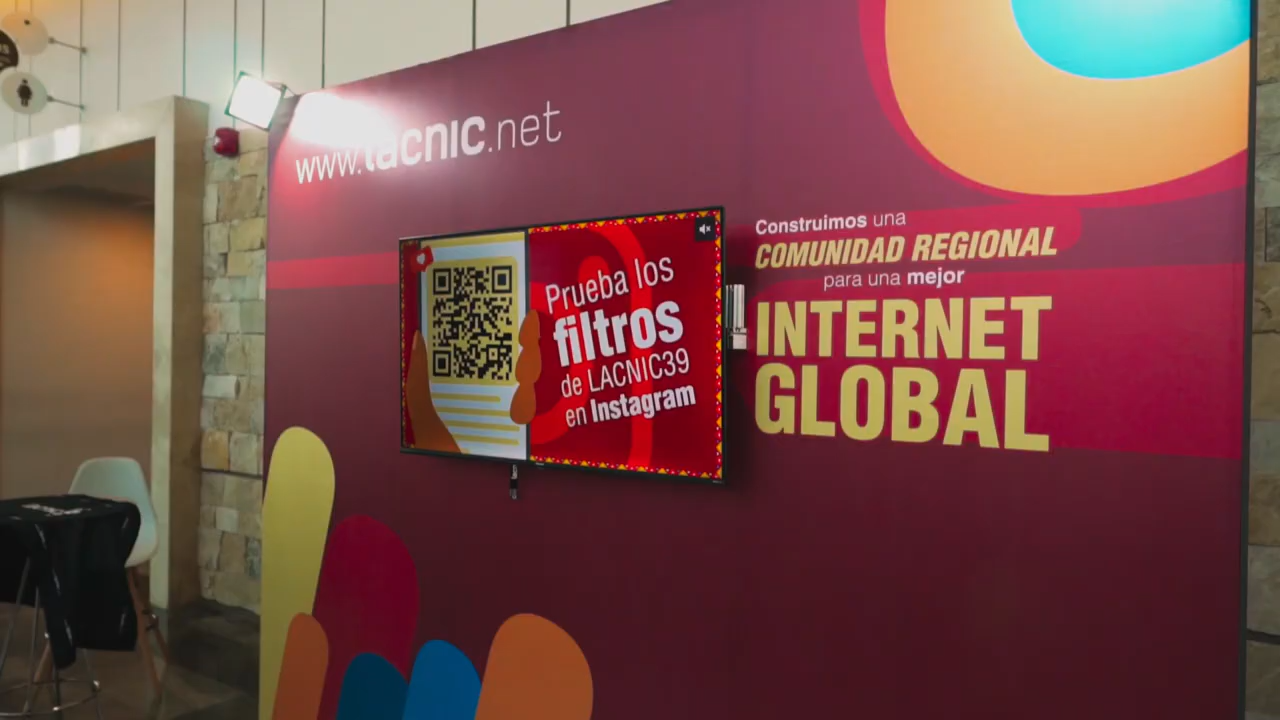 www.lacnic.net
Prueba los
filtros
de LACNIC39
en Instagram
Construimos una
COMUNIDAD REGIONAL
para una mejor
INTERNET
GLOBAL